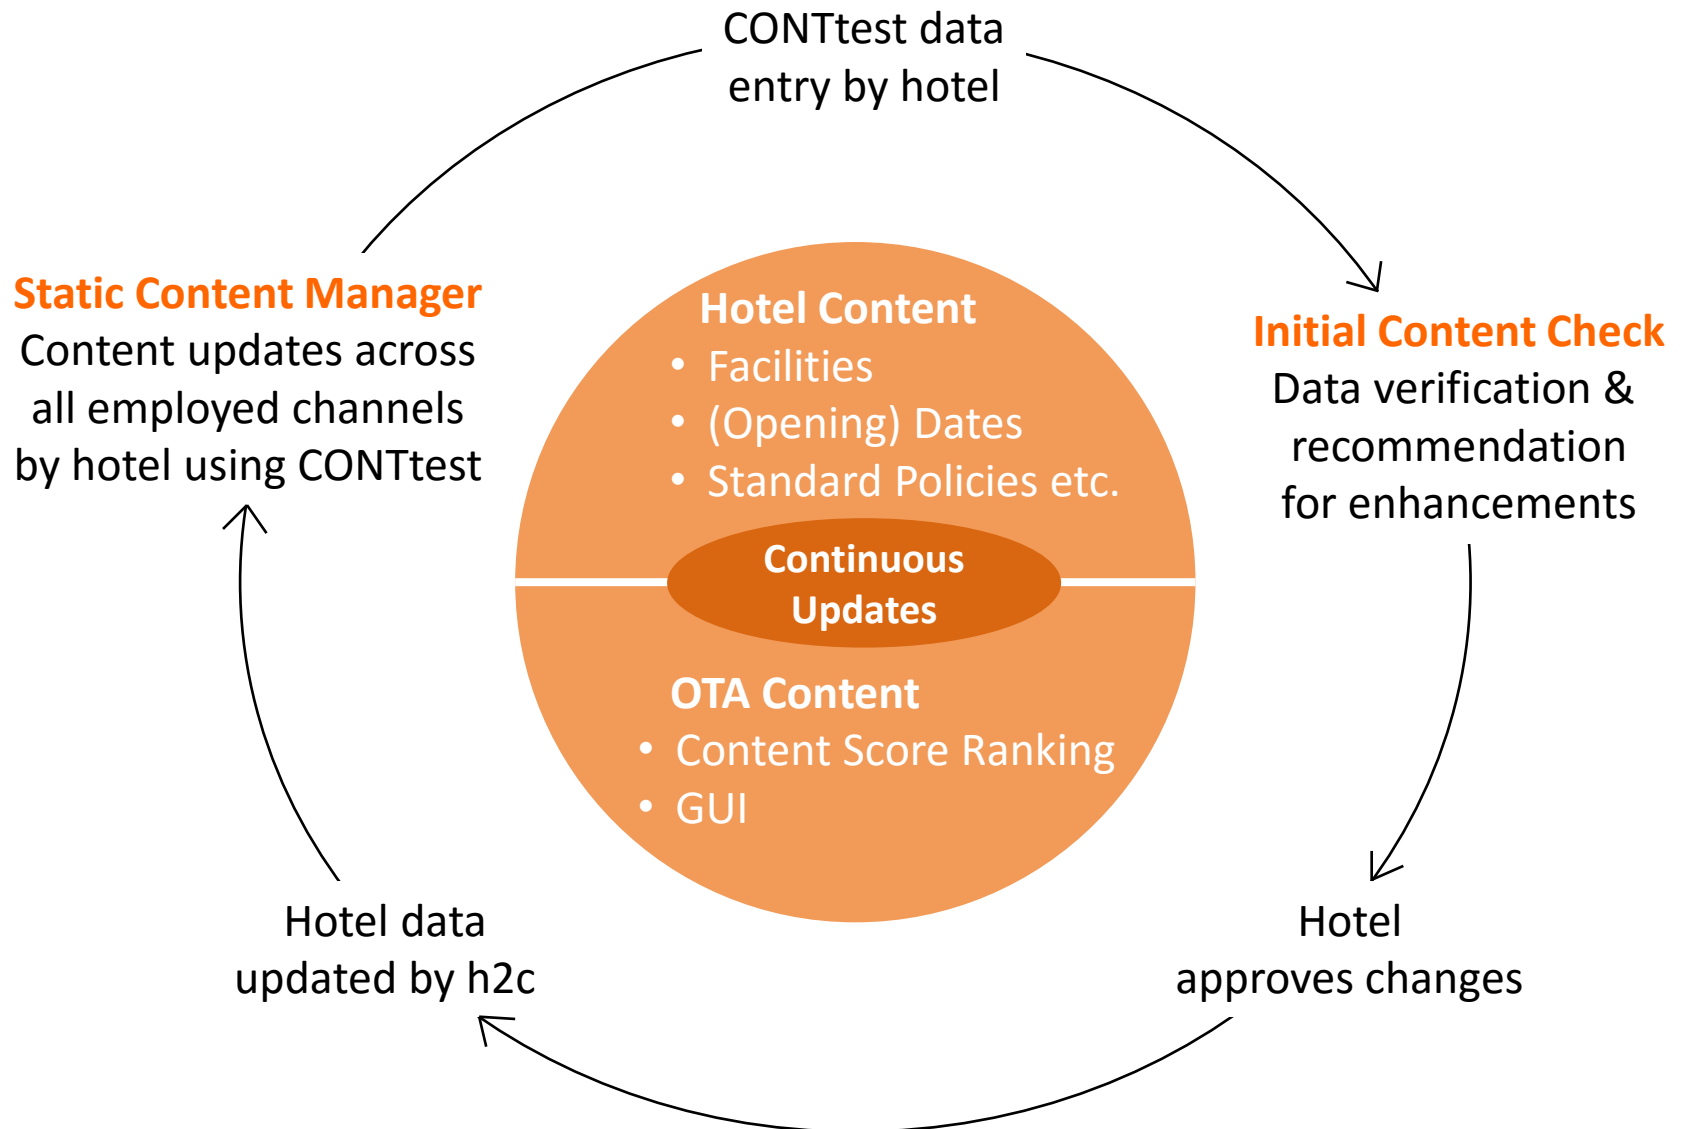 CONTtest data
entry by hotel
Static Content Manager
Content updates across
all employed channels
by hotel using CONTtest
Hotel Content
• Facilities
• (Opening) Dates
• Standard Policies etc.
Initial Content Check
Data verification &
recommendation
for enhancements
Continuous
Updates
OTA Content
• Content Score Ranking
• GUI
Hotel data
updated by h2c
Hotel
approves changes